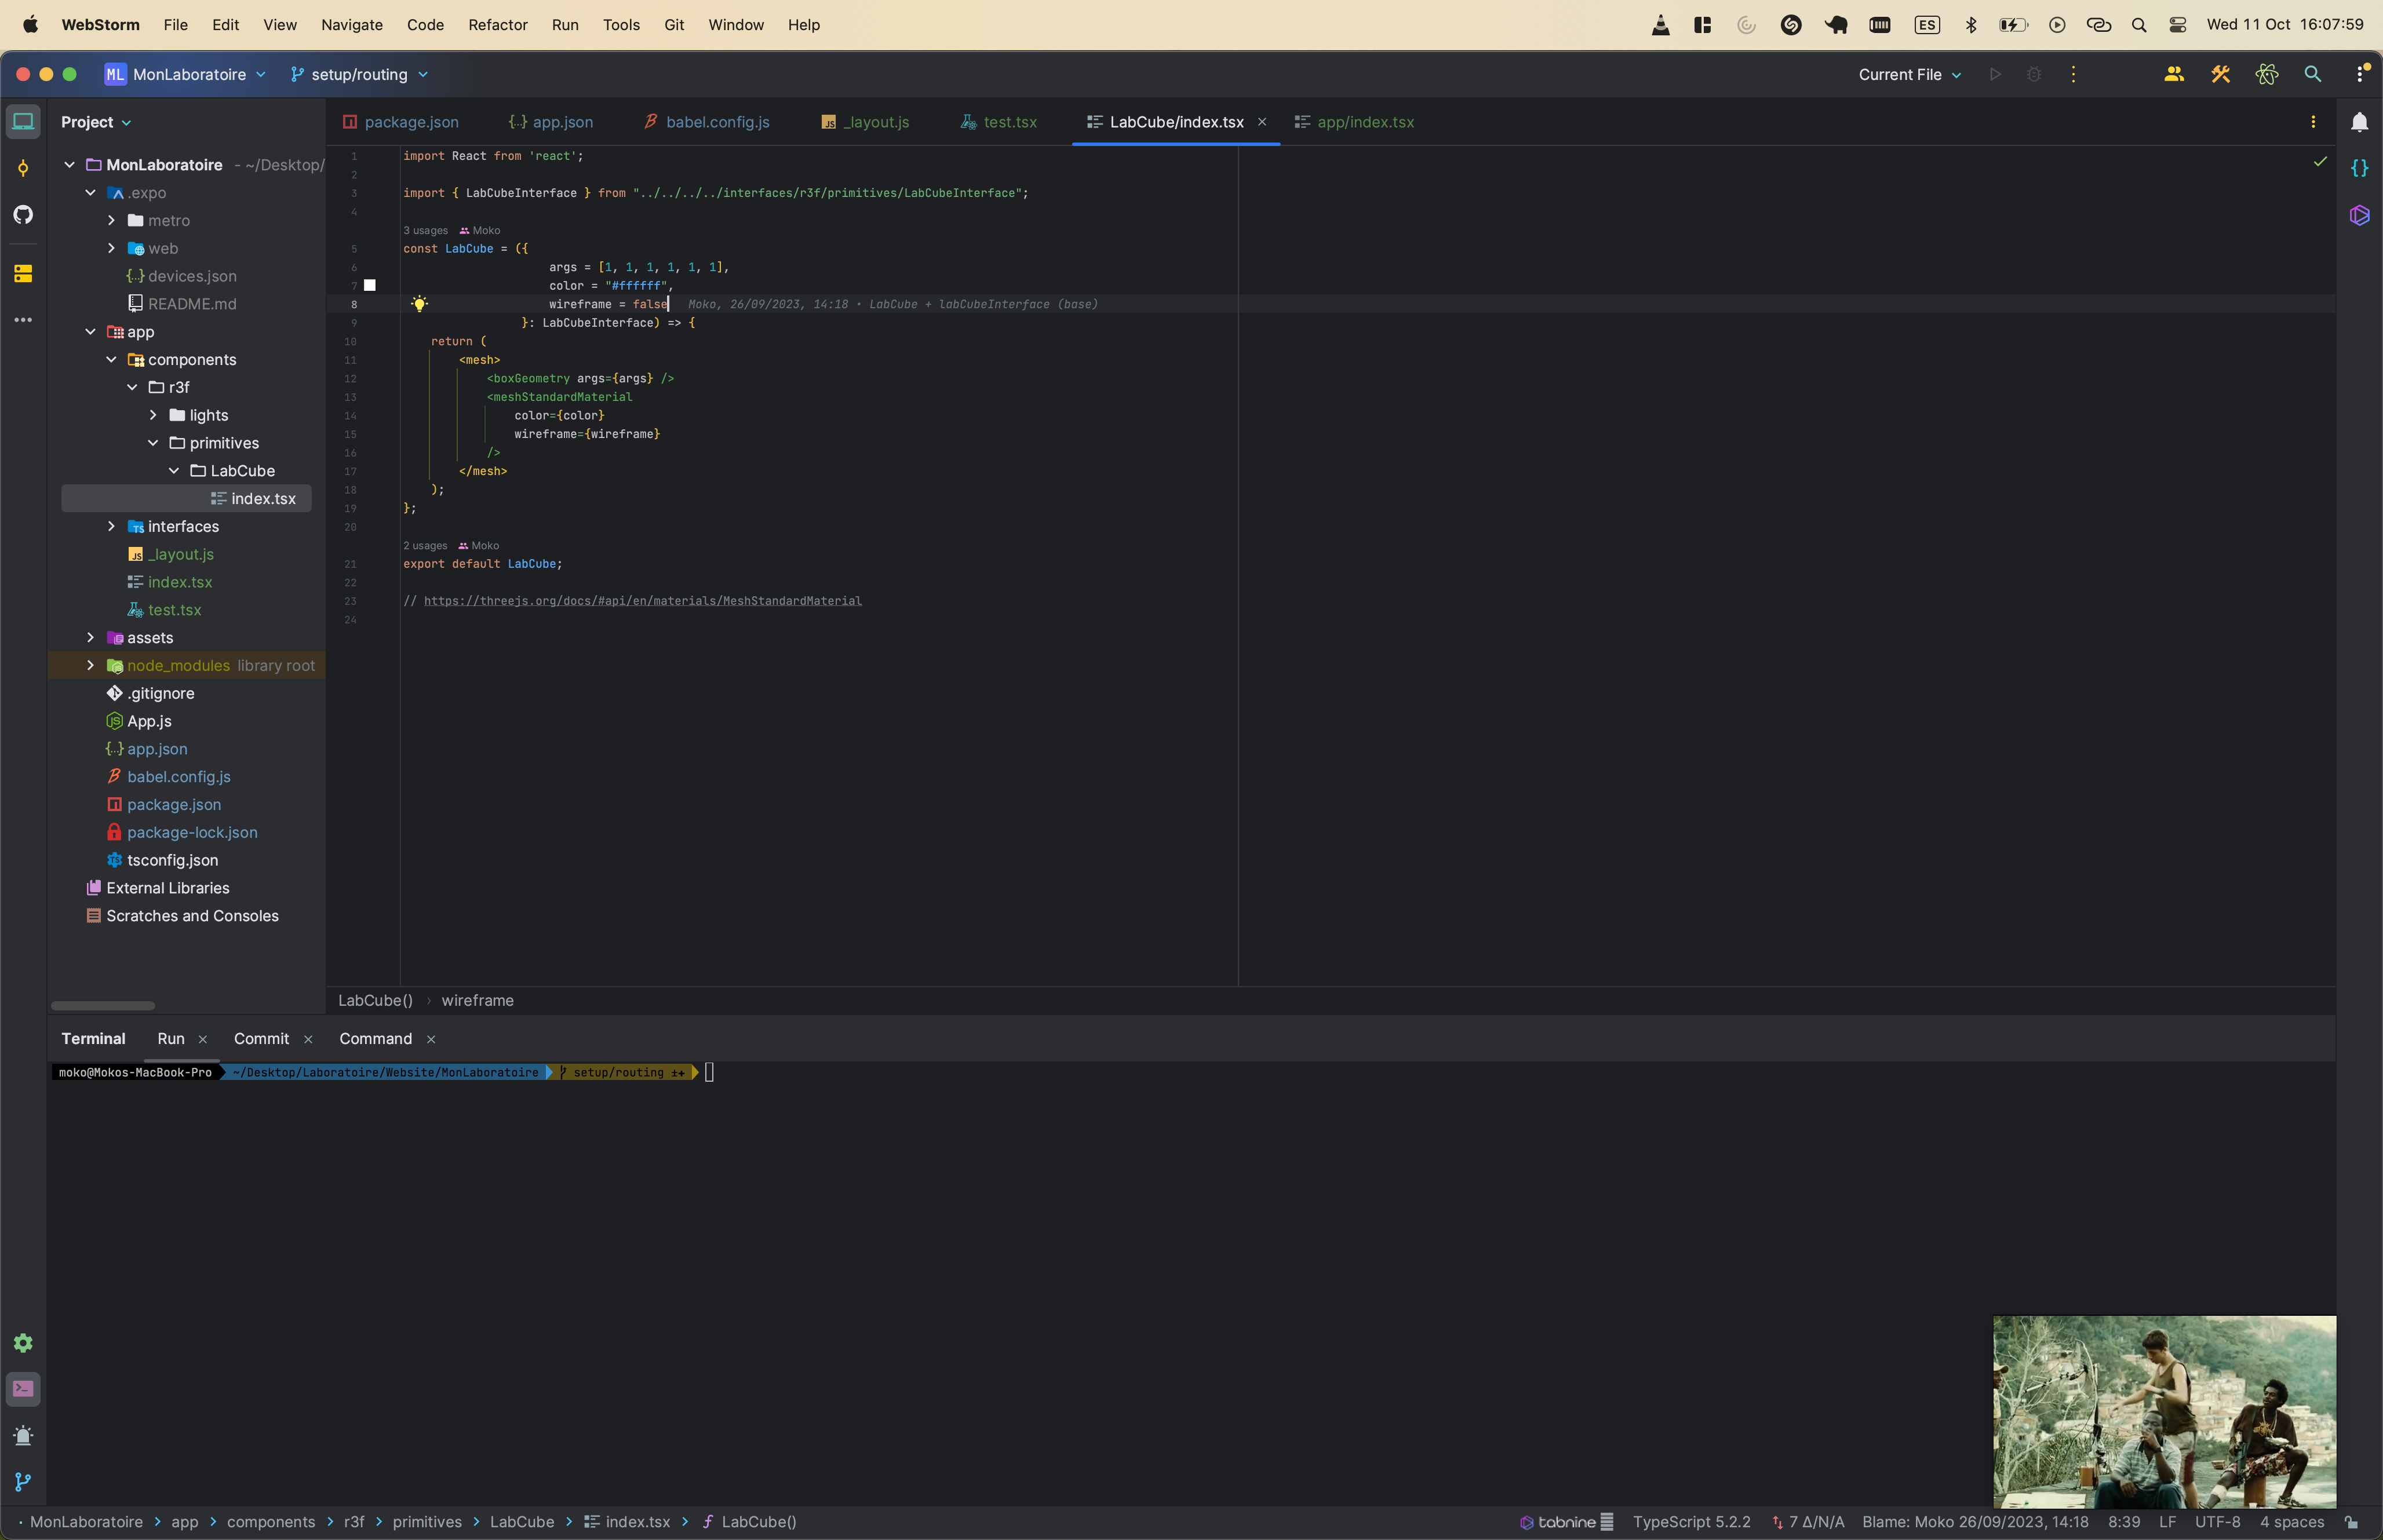 WebStorm File Edit View Navigate Code Refactor Run Tools Git Window Help ES Wed 11 Oct 16:07:59
ML MonLaboratoire setup/routing Current File
Project
MonLaboratoire - ~/Desktop/
.expo
metro
web
devices.json
README.md
app
components
r3f
lights
primitives
LabCube
index.tsx
interfaces
_layout.js
index.tsx
test.tsx
assets
node_modules library root
.gitignore
App.js
app.json
babel.config.js
package.json
package-lock.json
tsconfig.json
External Libraries
Scratches and Consoles
package.json {..} app.json babel.config.js _layout.js test.tsx LabCube/index.tsx app/index.tsx
1 import React from 'react';
2
3 import { LabCubeInterface } from "../../../../interfaces/r3f/primitives/LabCubeInterface";
4
3 usages Moko
5 const LabCube = ({
6 args = [1, 1, 1, 1, 1, 1],
7 color = "#ffffff",
8 wireframe = false Moko, 26/09/2023, 14:18 • LabCube + labCubeInterface (base)
9 }: LabCubeInterface) => {
10 return (
11 <mesh>
12 <boxGeometry args={args} />
13 <meshStandardMaterial
14 color={color}
15 wireframe={wireframe}
16 />
17 </mesh>
18 );
19 };
20
2 usages Moko
21 export default LabCube;
22
23 // https://threejs.org/docs/#api/en/materials/MeshStandardMaterial
24
LabCube() › wireframe
Terminal Run Commit Command
moko@Mokos-MacBook-Pro ~/Desktop/Laboratoire/Website/MonLaboratoire setup/routing ±+
MonLaboratoire > app > components > r3f > primitives > LabCube > index.tsx > LabCube() tabnine TypeScript 5.2.2 7 Δ/N/A Blame: Moko 26/09/2023, 14:18 8:39 LF UTF-8 4 spaces